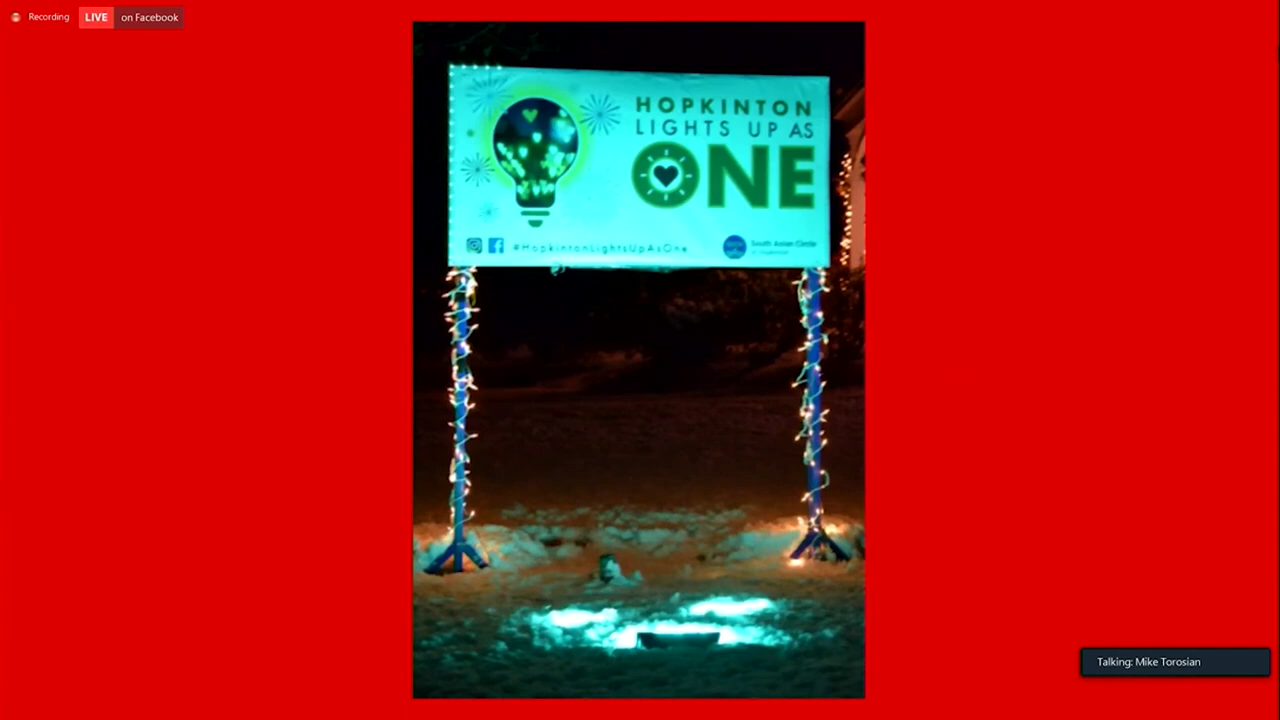 Recording LIVE on Facebook
HOPKINTON
LIGHTS UP AS
ONE
#HopkintonLightsUpAsOne
South Asian Circle
Talking: Mike Torosian